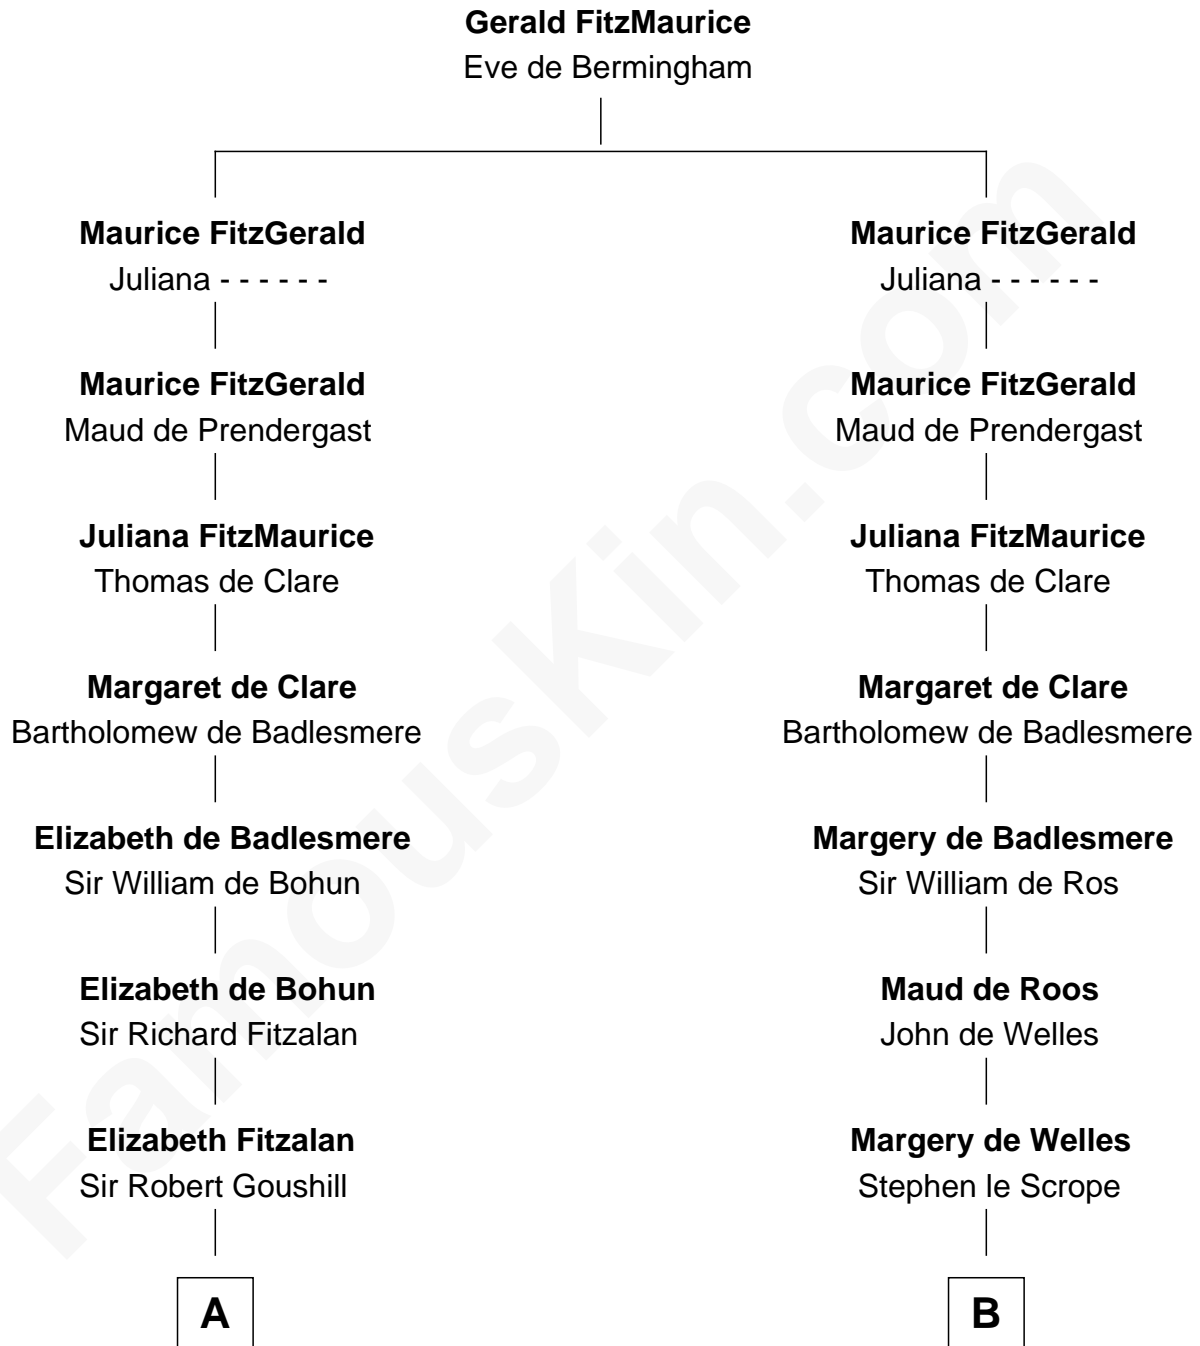 Gerald FitzMaurice
Eve de Bermingham
Maurice FitzGerald
Juliana - - - - - -
Maurice FitzGerald
Juliana - - - - - -
Maurice FitzGerald
Maud de Prendergast
Maurice FitzGerald
Maud de Prendergast
Juliana FitzMaurice
Thomas de Clare
Juliana FitzMaurice
Thomas de Clare
Margaret de Clare
Bartholomew de Badlesmere
Margaret de Clare
Bartholomew de Badlesmere
Elizabeth de Badlesmere
Sir William de Bohun
Margery de Badlesmere
Sir William de Ros
Elizabeth de Bohun
Sir Richard Fitzalan
Maud de Roos
John de Welles
Elizabeth Fitzalan
Sir Robert Goushill
Margery de Welles
Stephen le Scrope
A
B
FamousKin.com